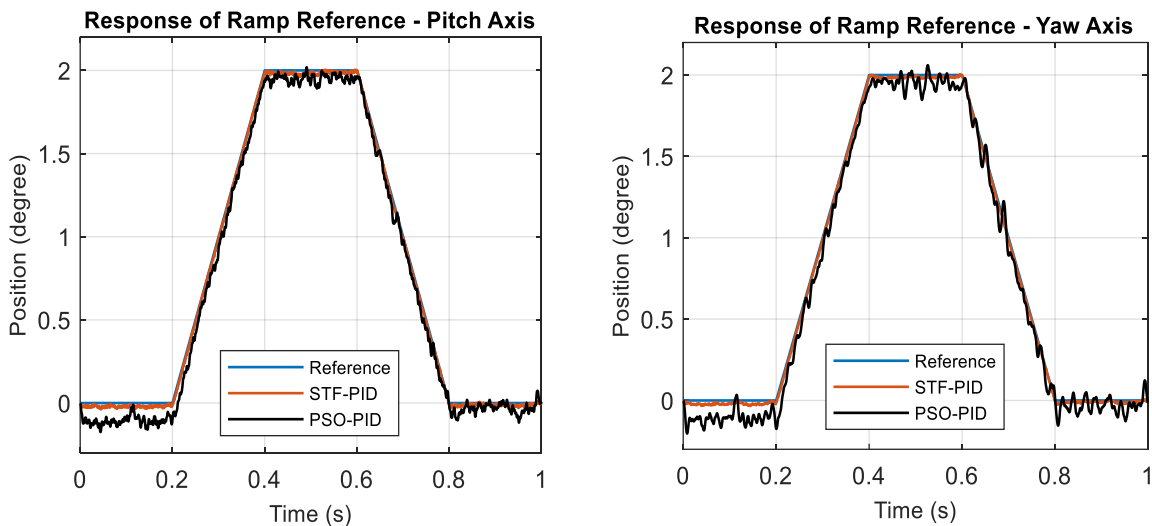 Response of Ramp Reference - Pitch Axis
Position (degree)
2
1.5
1
0.5
0
Reference
STF-PID
PSO-PID
0 0.2 0.4 0.6 0.8 1
Time (s)
Response of Ramp Reference - Yaw Axis
Position (degree)
2
1.5
1
0.5
0
Reference
STF-PID
PSO-PID
0 0.2 0.4 0.6 0.8 1
Time (s)